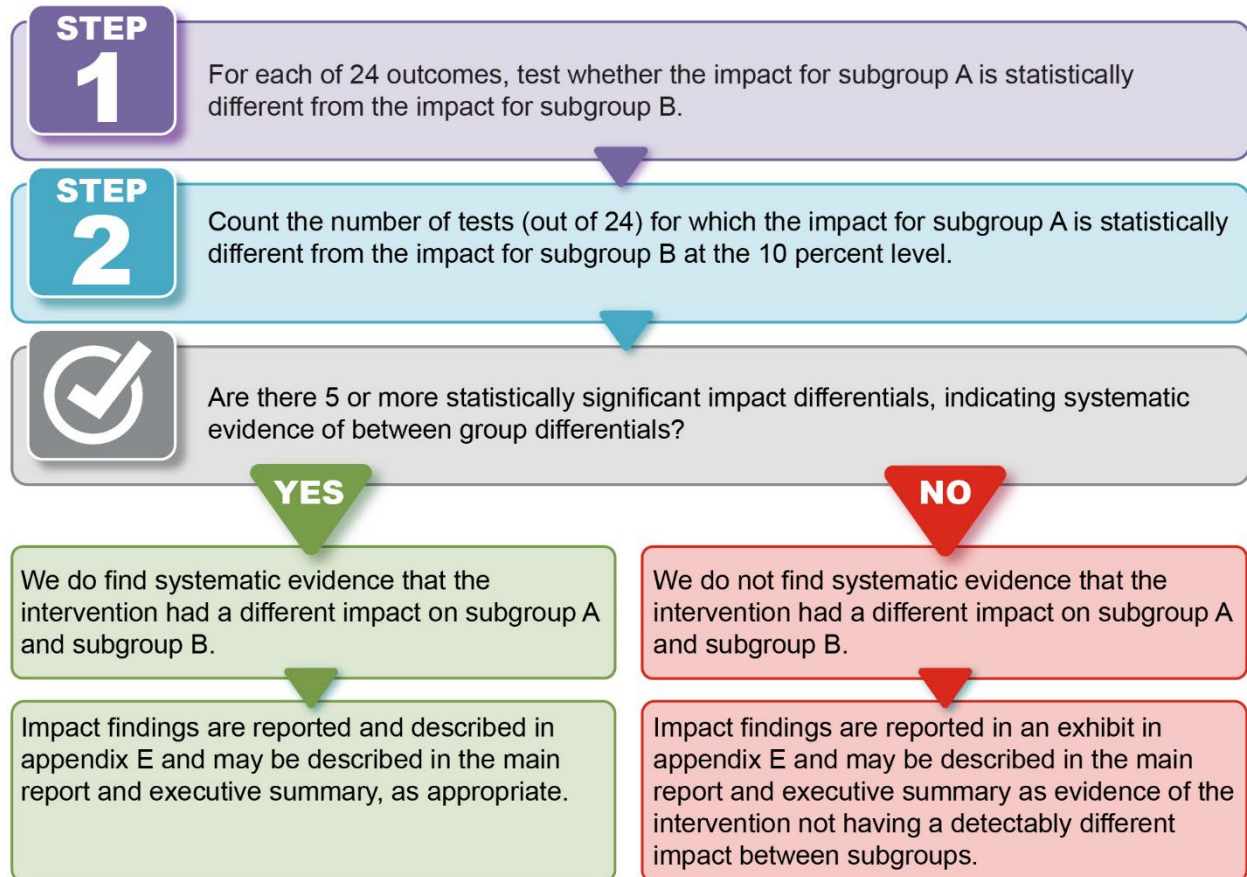 STEP
1
For each of 24 outcomes, test whether the impact for subgroup A is statistically
different from the impact for subgroup B.
STEP
2
Count the number of tests (out of 24) for which the impact for subgroup A is statistically
different from the impact for subgroup B at the 10 percent level.
Are there 5 or more statistically significant impact differentials, indicating systematic
evidence of between group differentials?
YES
We do find systematic evidence that the
intervention had a different impact on subgroup A
and subgroup B.
Impact findings are reported and described in
appendix E and may be described in the main
report and executive summary, as appropriate.
NO
We do not find systematic evidence that the
intervention had a different impact on subgroup A
and subgroup B.
Impact findings are reported in an exhibit in
appendix E and may be described in the main
report and executive summary as evidence of the
intervention not having a detectably different
impact between subgroups.